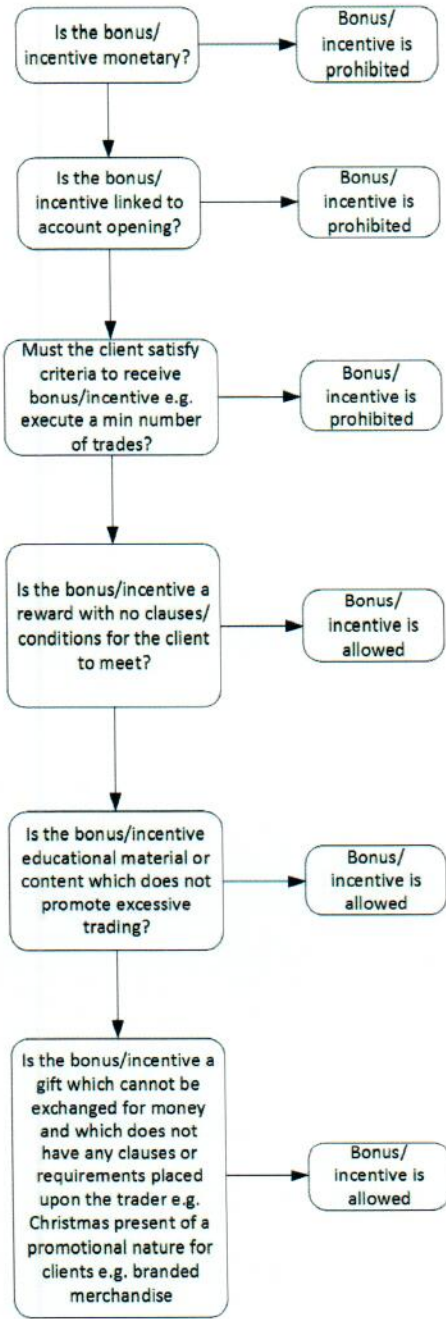 Is the bonus/
incentive monetary?
Bonus/
incentive is
prohibited
Is the bonus/
incentive linked to
account opening?
Bonus/
incentive is
prohibited
Must the client satisfy
criteria to receive
bonus/incentive e.g.
execute a min number
of trades?
Bonus/
incentive is
prohibited
Is the bonus/incentive a
reward with no clauses/
conditions for the client
to meet?
Bonus/
incentive is
allowed
Is the bonus/incentive
educational material or
content which does not
promote excessive
trading?
Bonus/
incentive is
allowed
Is the bonus/incentive a
gift which cannot be
exchanged for money
and which does not
have any clauses or
requirements placed
upon the trader e.g.
Christmas present of a
promotional nature for
clients e.g. branded
merchandise
Bonus/
incentive is
allowed